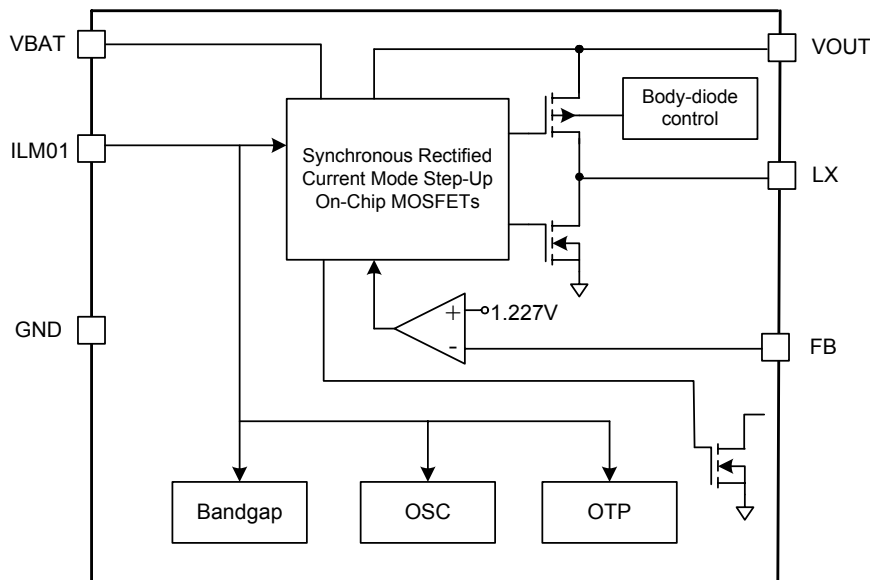 VBAT
VOUT
Body-diode
control
ILM01
Synchronous Rectified
Current Mode Step-Up
On-Chip MOSFETs
LX
GND
+
1.227V
-
FB
Bandgap
OSC
OTP